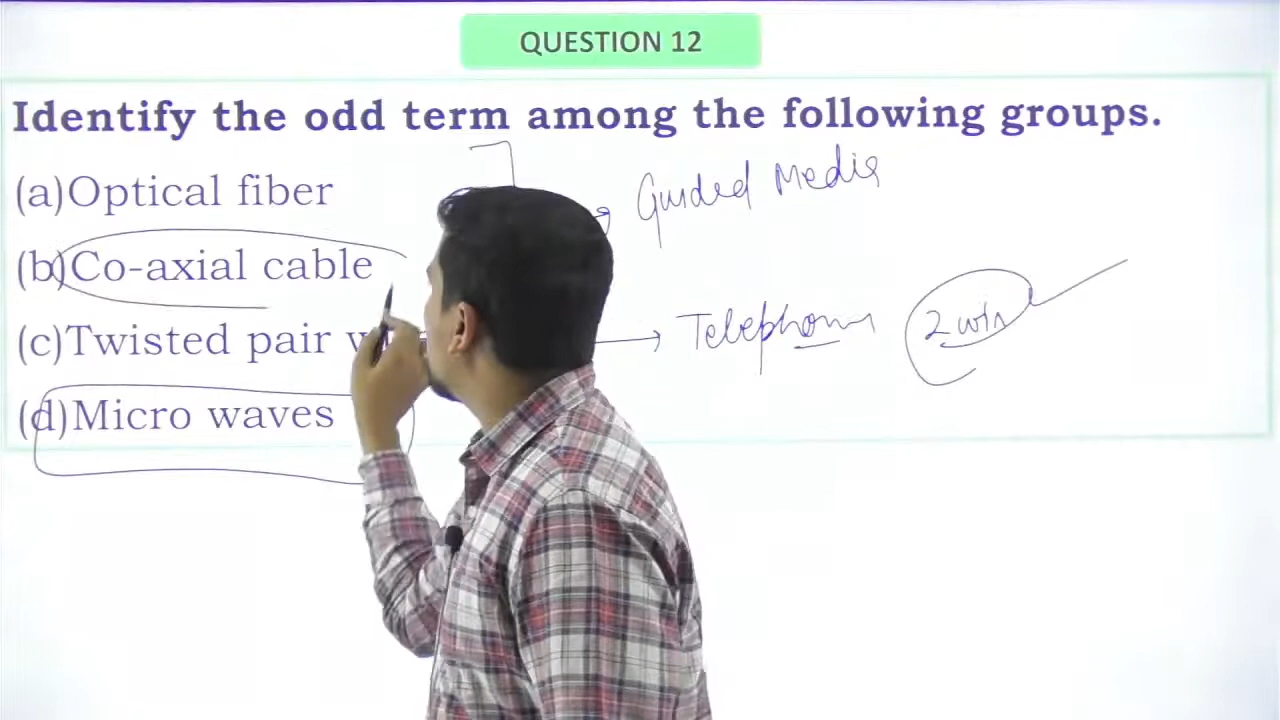 QUESTION 12
Identify the odd term among the following groups.
(a)Optical fiber
Guided Media
(b)Co-axial cable
(c)Twisted pair
Telephone
2
(d)Micro waves